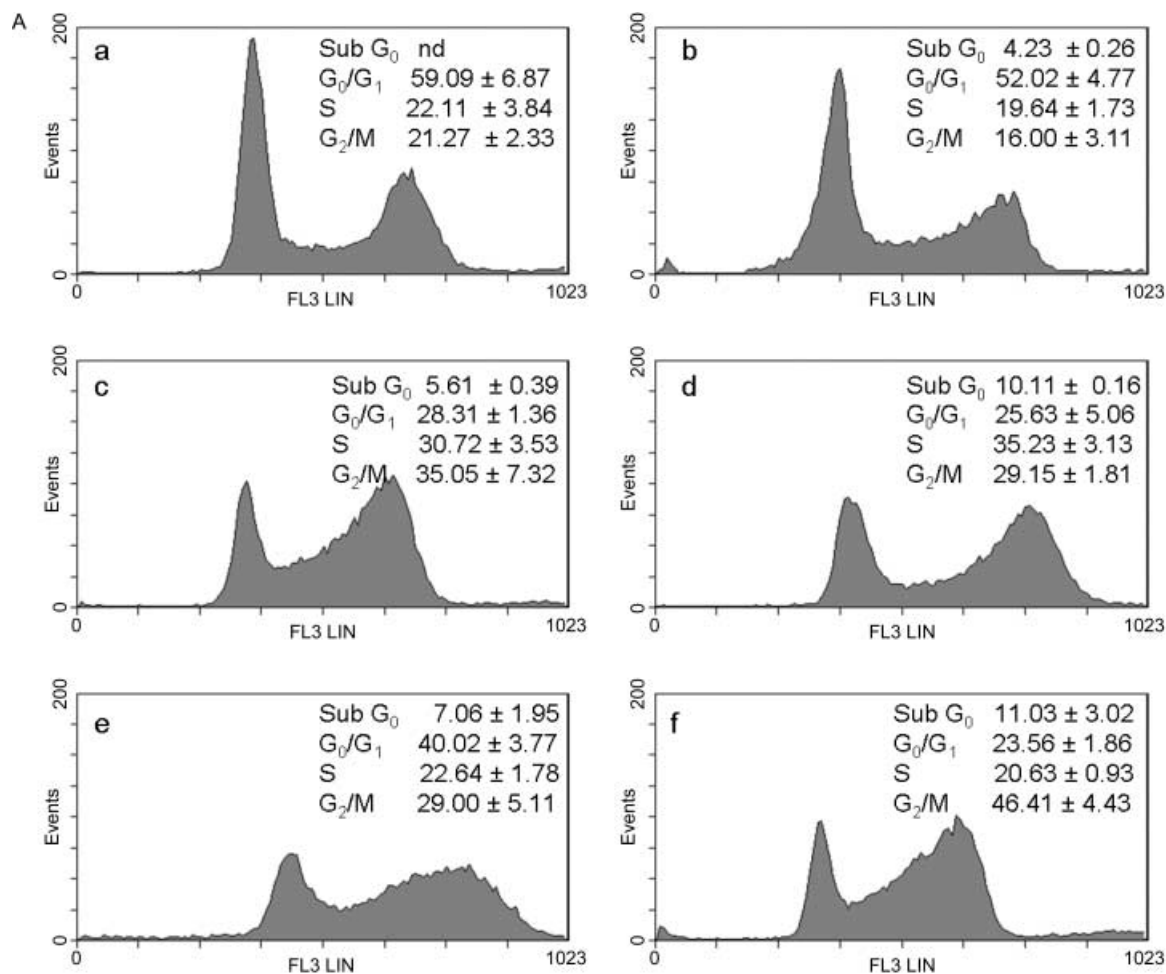 A
200
a
Sub G₀ nd
G₀/G₁ 59.09 ± 6.87
S 22.11 ± 3.84
G₂/M 21.27 ± 2.33
Events
0
0 FL3 LIN 1023
200
b
Sub G₀ 4.23 ± 0.26
G₀/G₁ 52.02 ± 4.77
S 19.64 ± 1.73
G₂/M 16.00 ± 3.11
Events
0
0 FL3 LIN 1023
200
c
Sub G₀ 5.61 ± 0.39
G₀/G₁ 28.31 ± 1.36
S 30.72 ± 3.53
G₂/M 35.05 ± 7.32
Events
0
0 FL3 LIN 1023
200
d
Sub G₀ 10.11 ± 0.16
G₀/G₁ 25.63 ± 5.06
S 35.23 ± 3.13
G₂/M 29.15 ± 1.81
Events
0
0 FL3 LIN 1023
200
e
Sub G₀ 7.06 ± 1.95
G₀/G₁ 40.02 ± 3.77
S 22.64 ± 1.78
G₂/M 29.00 ± 5.11
Events
0
0 FL3 LIN 1023
200
f
Sub G₀ 11.03 ± 3.02
G₀/G₁ 23.56 ± 1.86
S 20.63 ± 0.93
G₂/M 46.41 ± 4.43
Events
0
0 FL3 LIN 1023